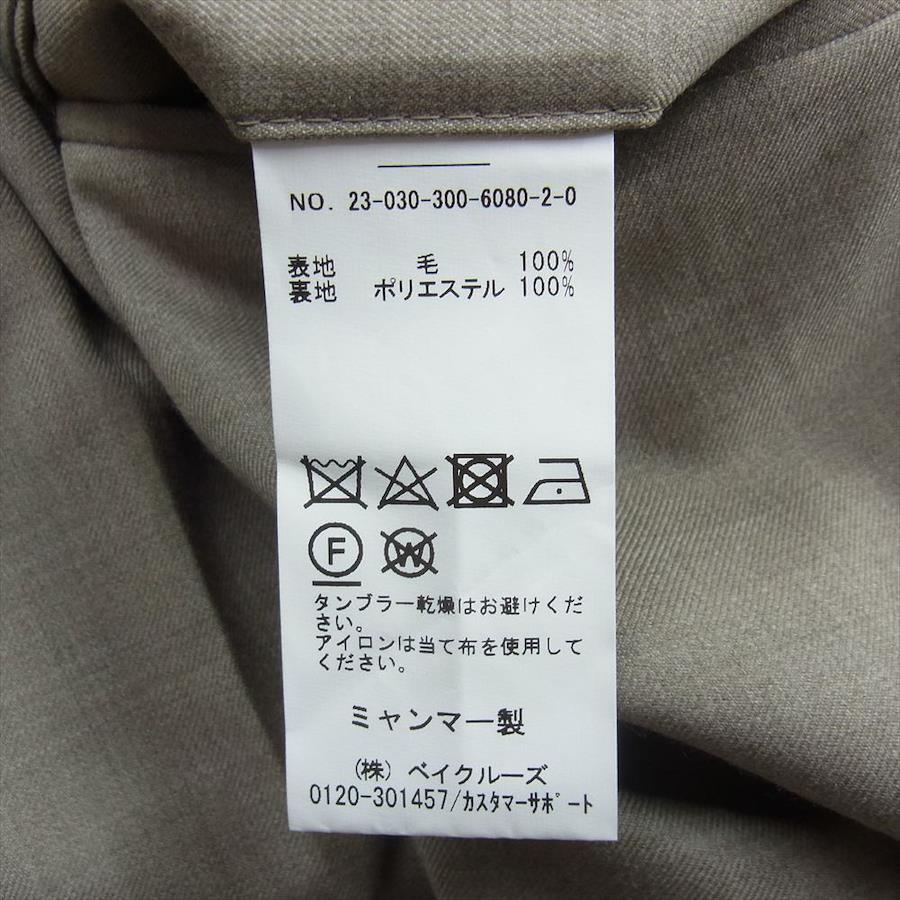 NO. 23-030-300-6080-2-0
表地 毛 100%
裏地 ポリエステル 100%
F W
タンブラー乾燥はお避けくだ
さい。
アイロンは当て布を使用して
ください。
ミャンマー製
(株) ベイクルーズ
0120-301457/カスタマーサポート